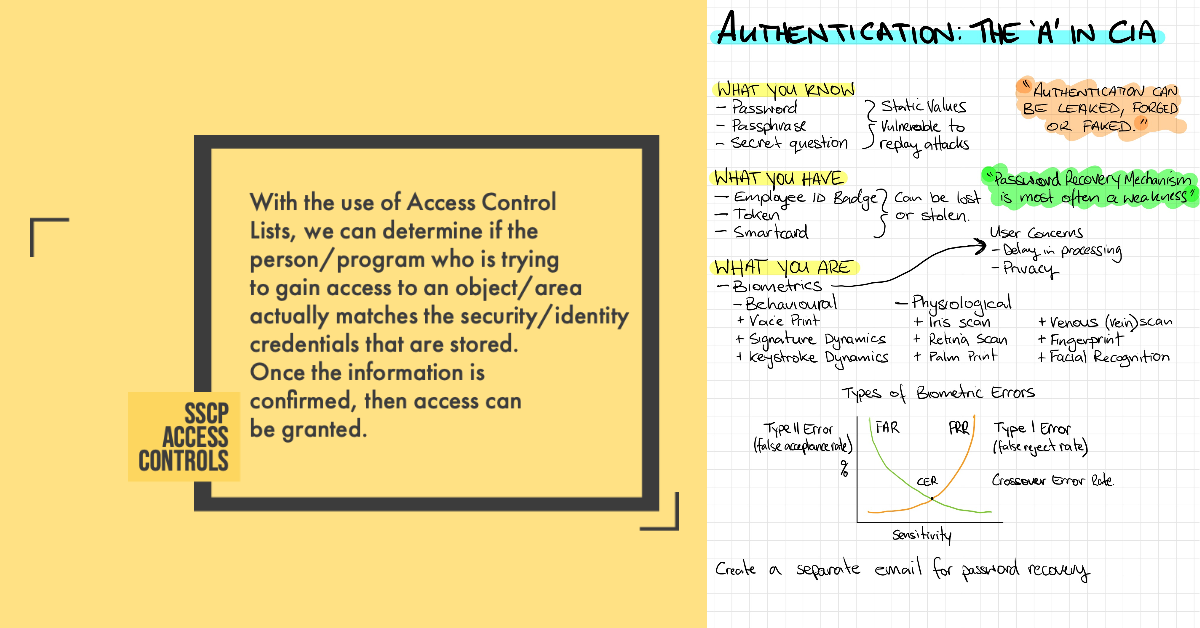 With the use of Access Control
Lists, we can determine if the
person/program who is trying
to gain access to an object/area
actually matches the security/identity
credentials that are stored.
Once the information is
confirmed, then access can
be granted.
SSCP
ACCESS
CONTROLS
AUTHENTICATION: THE 'A' IN CIA
WHAT YOU KNOW
- Password
- Passphrase
- Secret question
Static Values
Vulnerable to
replay attacks
"AUTHENTICATION CAN
BE LEAKED, FORGED
OR FAKED."
WHAT YOU HAVE
- Employee ID Badge
- Token
- Smartcard
Can be lost
or stolen.
"Password Recovery Mechanism
is most often a weakness"
User Concerns
- Delay in processing
- Privacy
WHAT YOU ARE
- Biometrics
- Behavioural
+ Voice Print
+ Signature Dynamics
+ Keystroke Dynamics
- Physiological
+ Iris scan
+ Retina Scan
+ Palm Print
+ Venous (vein) scan
+ Fingerprint
+ Facial Recognition
Types of Biometric Errors
Type II Error
(false acceptance rate)
%
FAR
FRR
CER
Type I Error
(false reject rate)
Crossover Error Rate.
Sensitivity
Create a separate email for password recovery